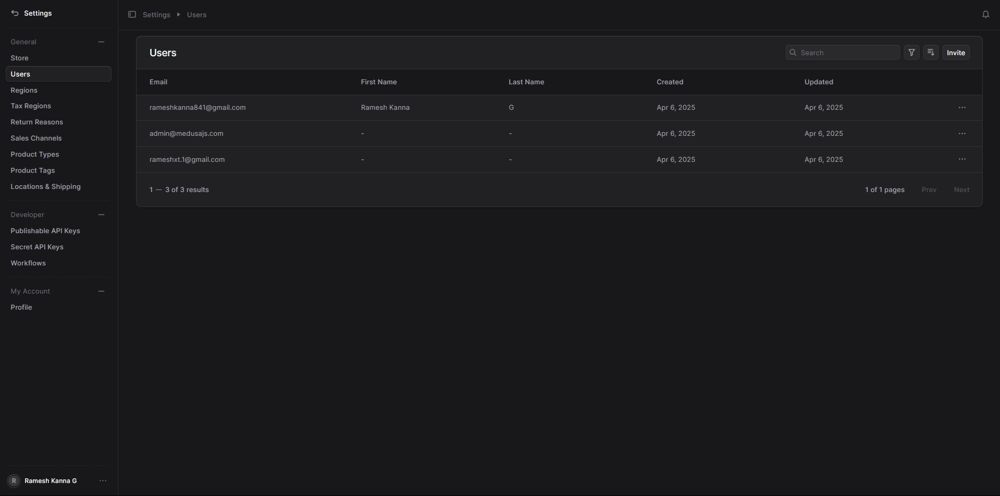 Settings
General
Store
Users
Regions
Tax Regions
Return Reasons
Sales Channels
Product Types
Product Tags
Locations & Shipping
Developer
Publishable API Keys
Secret API Keys
Workflows
My Account
Profile
R Ramesh Kanna G
Settings Users
Users
Search Invite
Email First Name Last Name Created Updated
rameshkanna841@gmail.com Ramesh Kanna G Apr 6, 2025 Apr 6, 2025
admin@medusajs.com - - Apr 6, 2025 Apr 6, 2025
rameshxt.1@gmail.com - - Apr 6, 2025 Apr 6, 2025
1 — 3 of 3 results 1 of 1 pages Prev Next